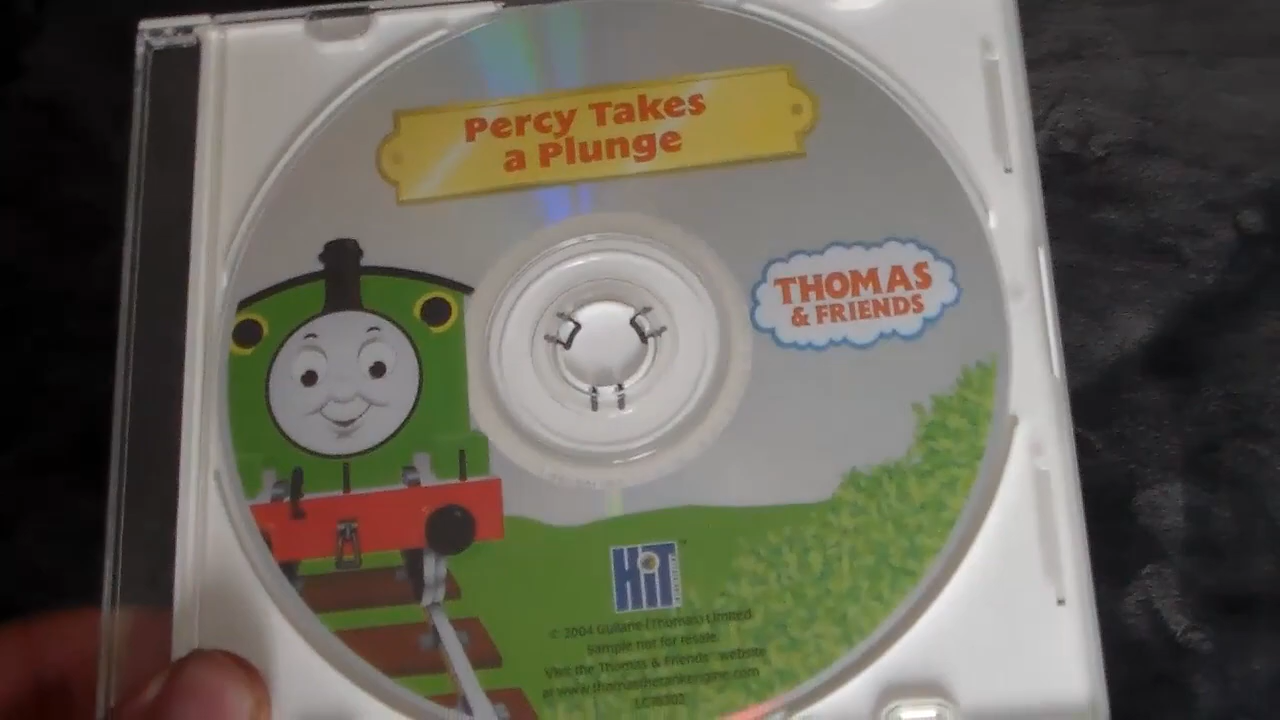 Percy Takes
a Plunge
THOMAS
& FRIENDS
HiT
© 2004 Gullane (Thomas) Limited
Sample not for resale.
Visit the Thomas & Friends website
at www.thomasthetankengine.com